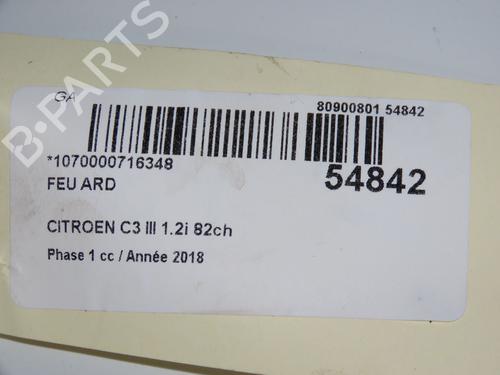 GA
80900801 54842
*1070000716348
54842
FEU ARD
CITROEN C3 III 1.2i 82ch
Phase 1 cc / Année 2018
B-PARTS